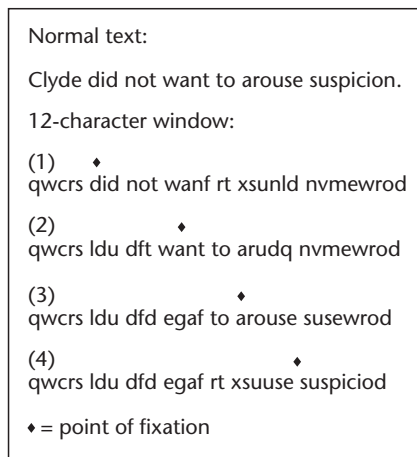 Normal text:
Clyde did not want to arouse suspicion.
12-character window:
(1) ⬧
qwcrs did not wanf rt xsunld nvmewrod
(2) ⬧
qwcrs ldu dft want to arudq nvmewrod
(3) ⬧
qwcrs ldu dfd egaf to arouse susewrod
(4) ⬧
qwcrs ldu dfd egaf rt xsuuse suspiciod
⬧ = point of fixation